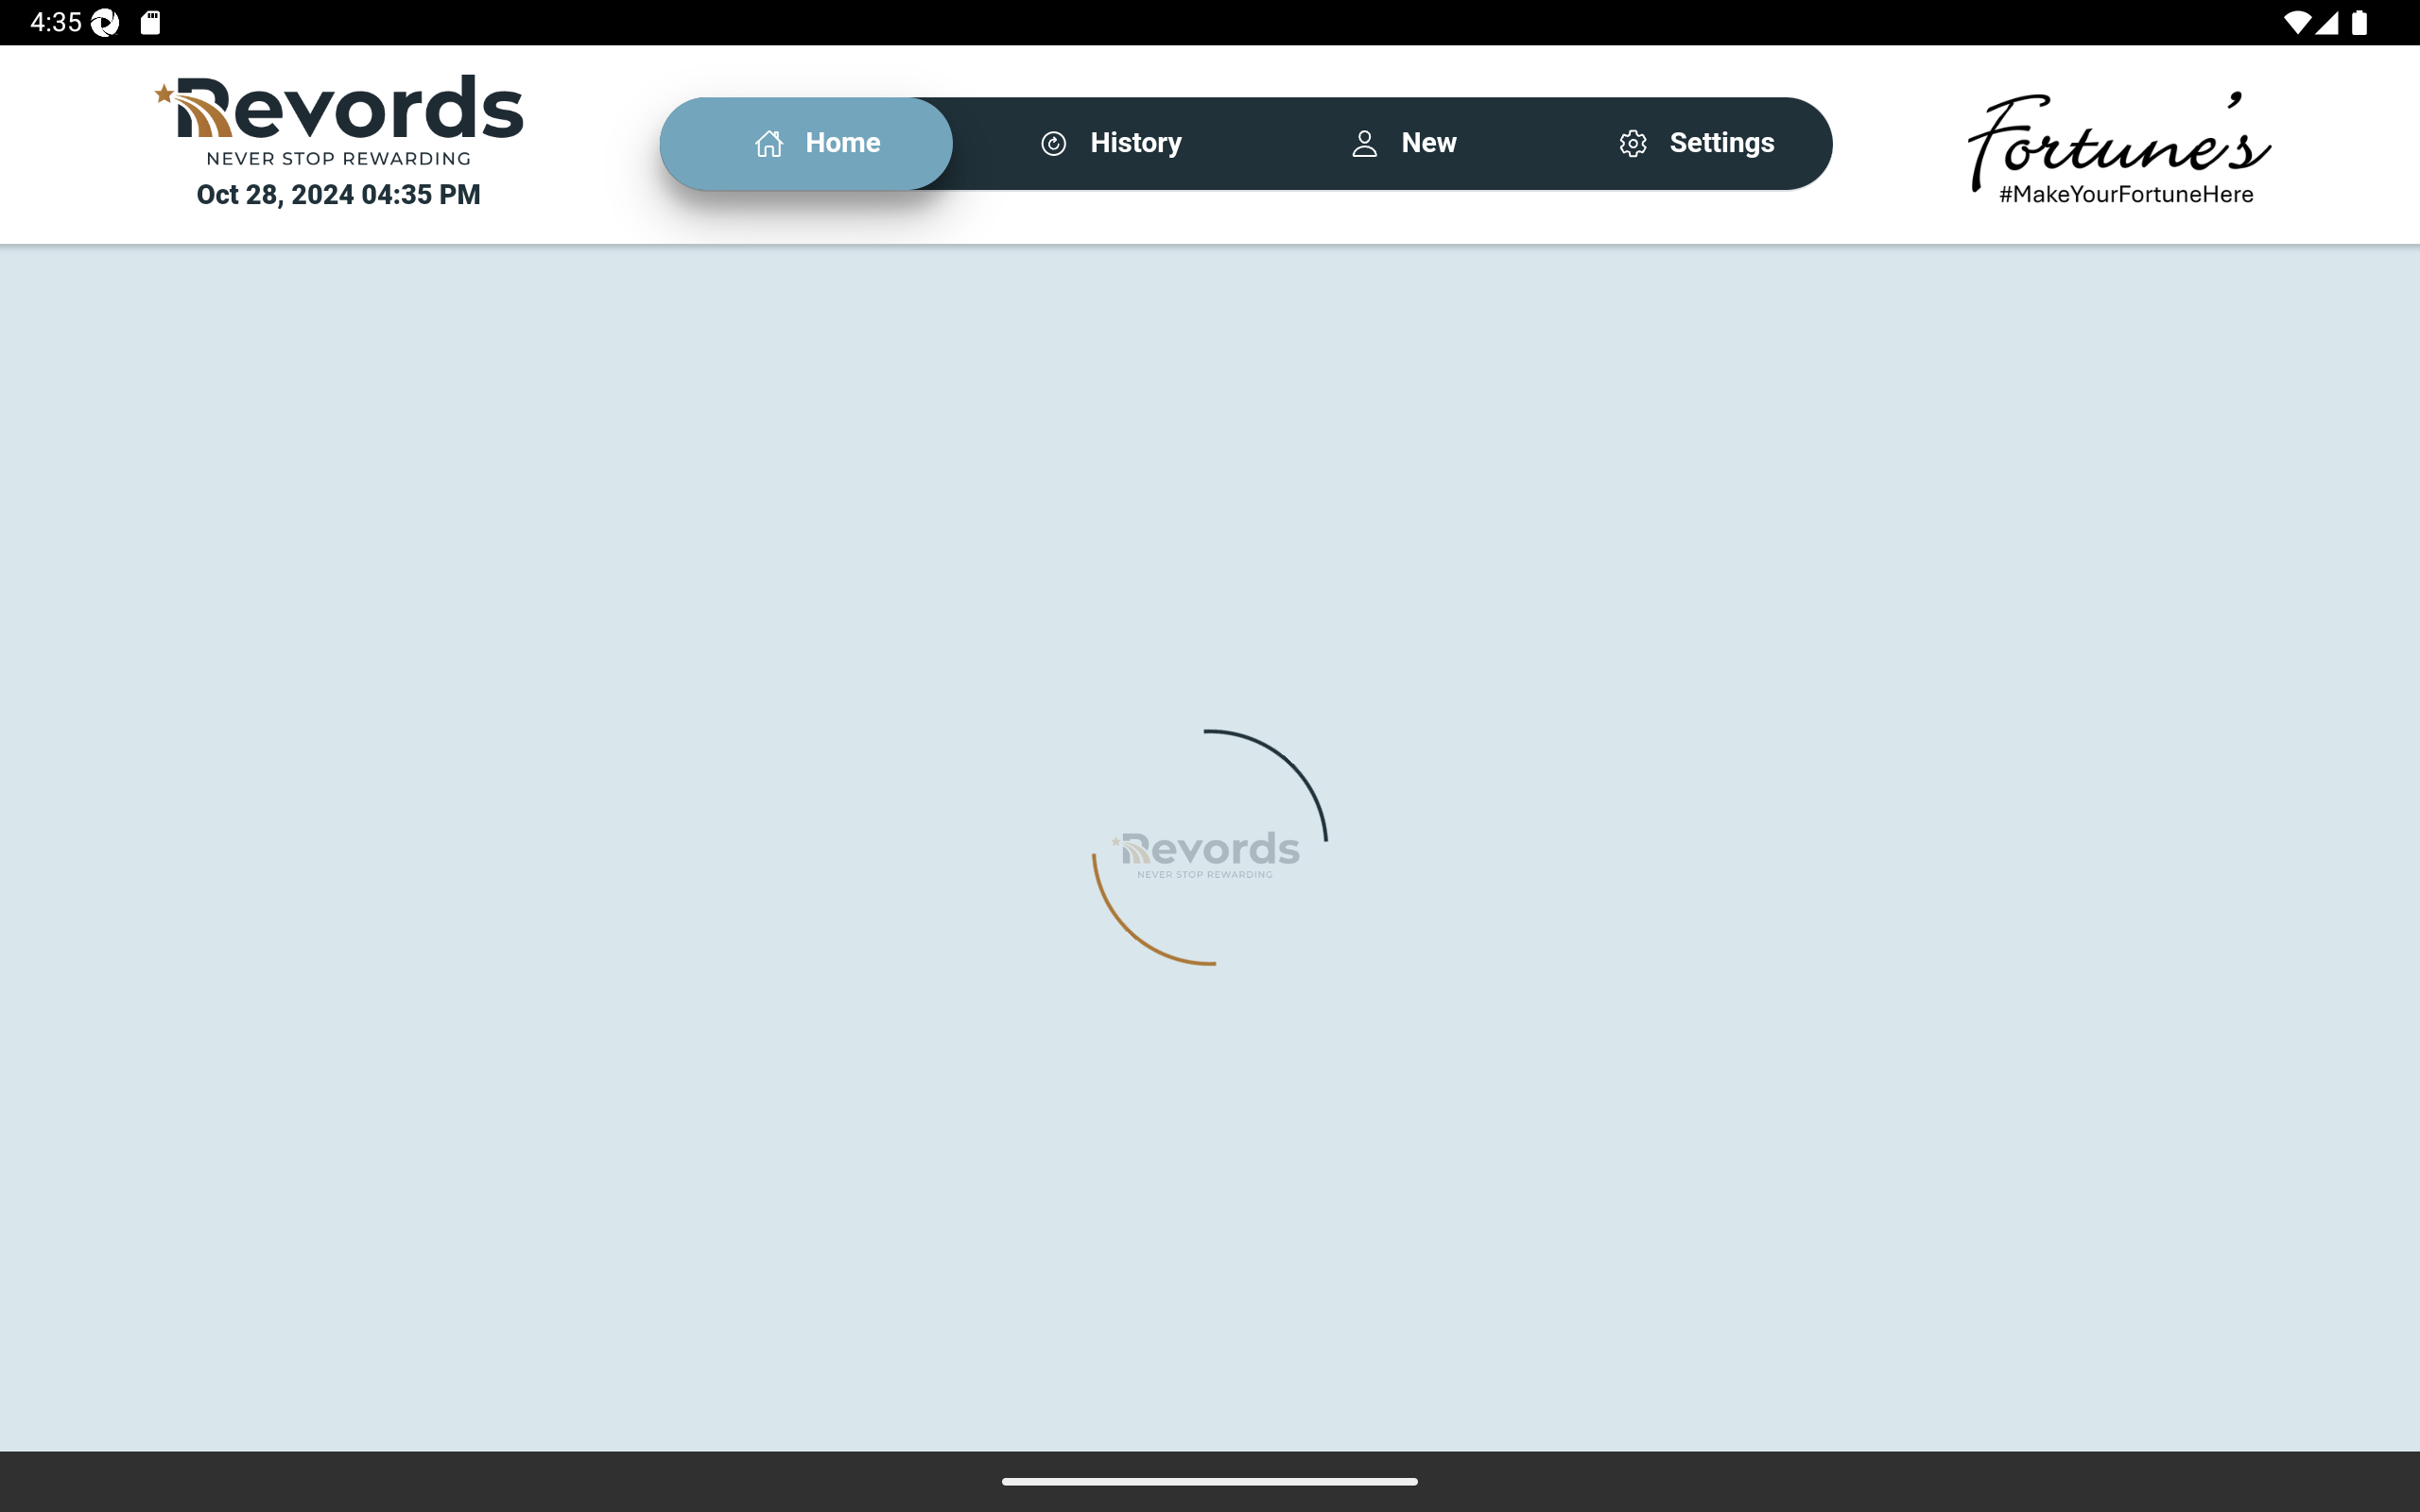 4:35
Revords
NEVER STOP REWARDING
Oct 28, 2024 04:35 PM
Home
History
New
Settings
Fortune's
#MakeYourFortuneHere
Revords
NEVER STOP REWARDING